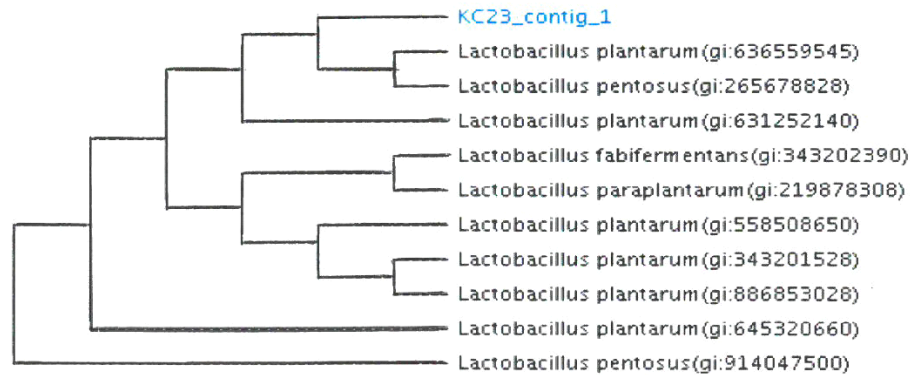 KC23_contig_1
Lactobacillus plantarum(gi:636559545)
Lactobacillus pentosus(gi:265678828)
Lactobacillus plantarum(gi:631252140)
Lactobacillus fabifermentans(gi:343202390)
Lactobacillus paraplantarum(gi:219878308)
Lactobacillus plantarum(gi:558508650)
Lactobacillus plantarum(gi:343201528)
Lactobacillus plantarum(gi:886853028)
Lactobacillus plantarum(gi:645320660)
Lactobacillus pentosus(gi:914047500)